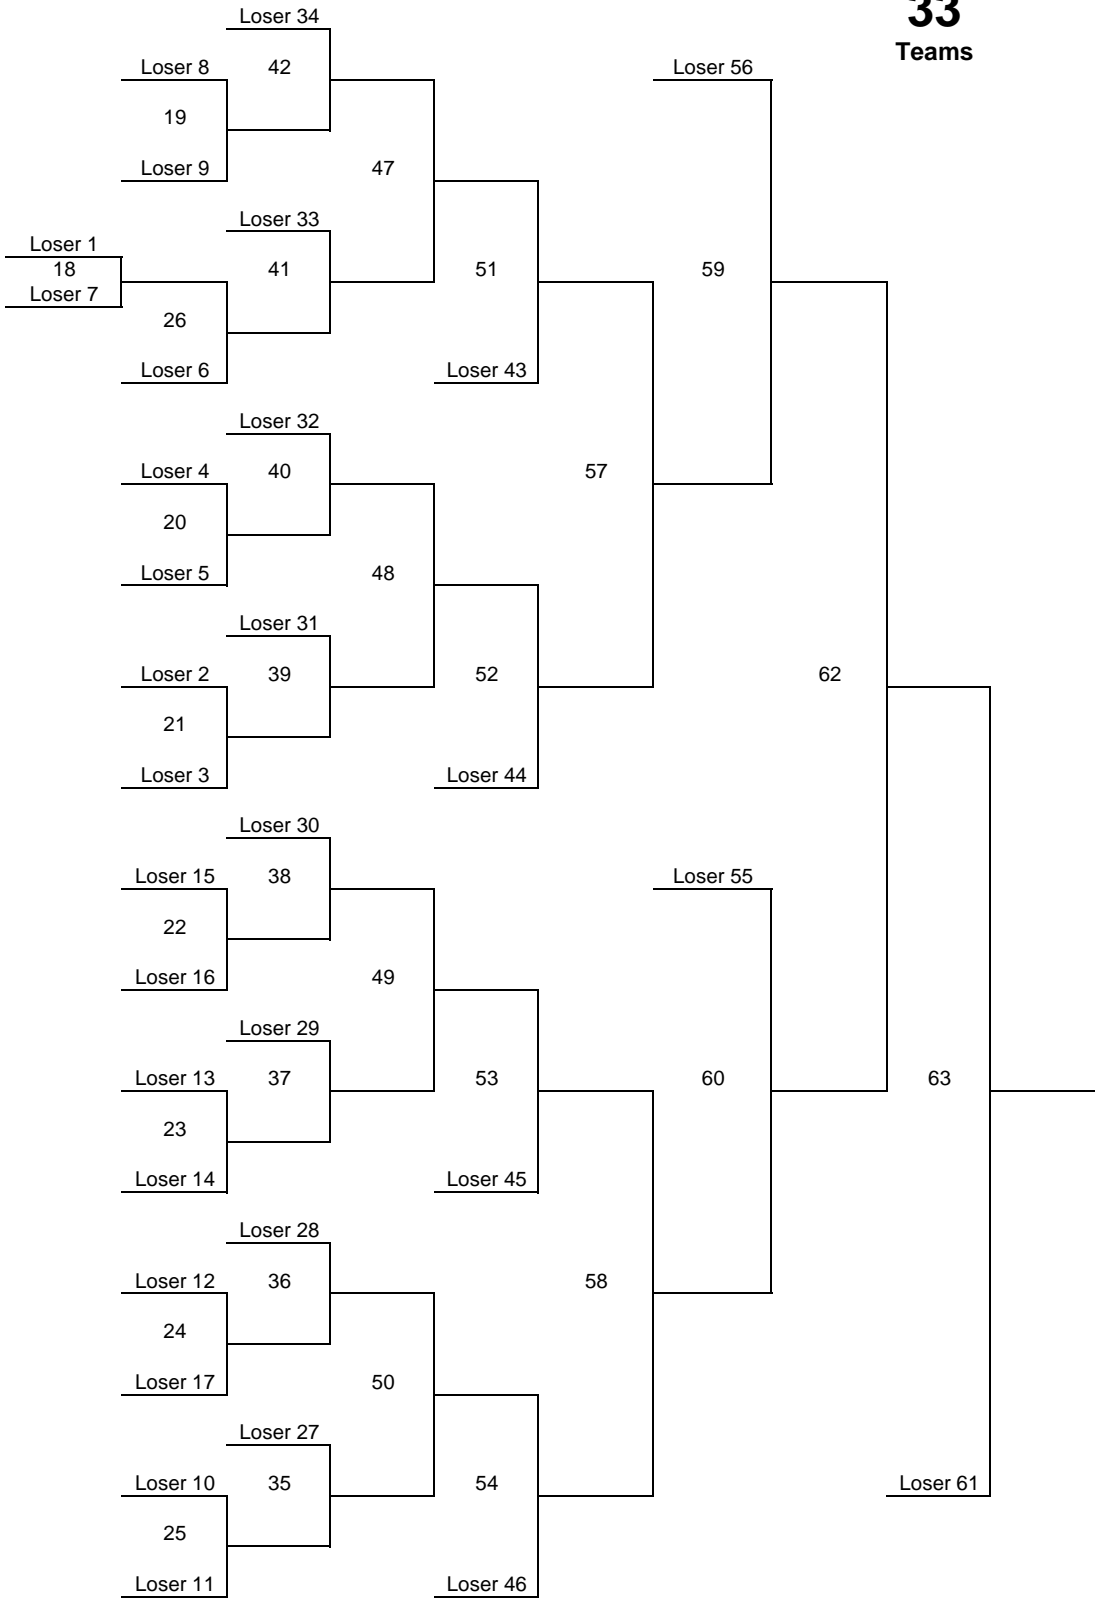 33
Teams
Loser 34
Loser 8
42
Loser 56
19
Loser 9
47
Loser 33
Loser 1
18
41
51
59
Loser 7
26
Loser 6
Loser 43
Loser 32
Loser 4
40
57
20
Loser 5
48
Loser 31
Loser 2
39
52
62
21
Loser 3
Loser 44
Loser 30
Loser 15
38
Loser 55
22
Loser 16
49
Loser 29
Loser 13
37
53
60
63
23
Loser 14
Loser 45
Loser 28
Loser 12
36
58
24
Loser 17
50
Loser 27
Loser 10
35
54
Loser 61
25
Loser 11
Loser 46